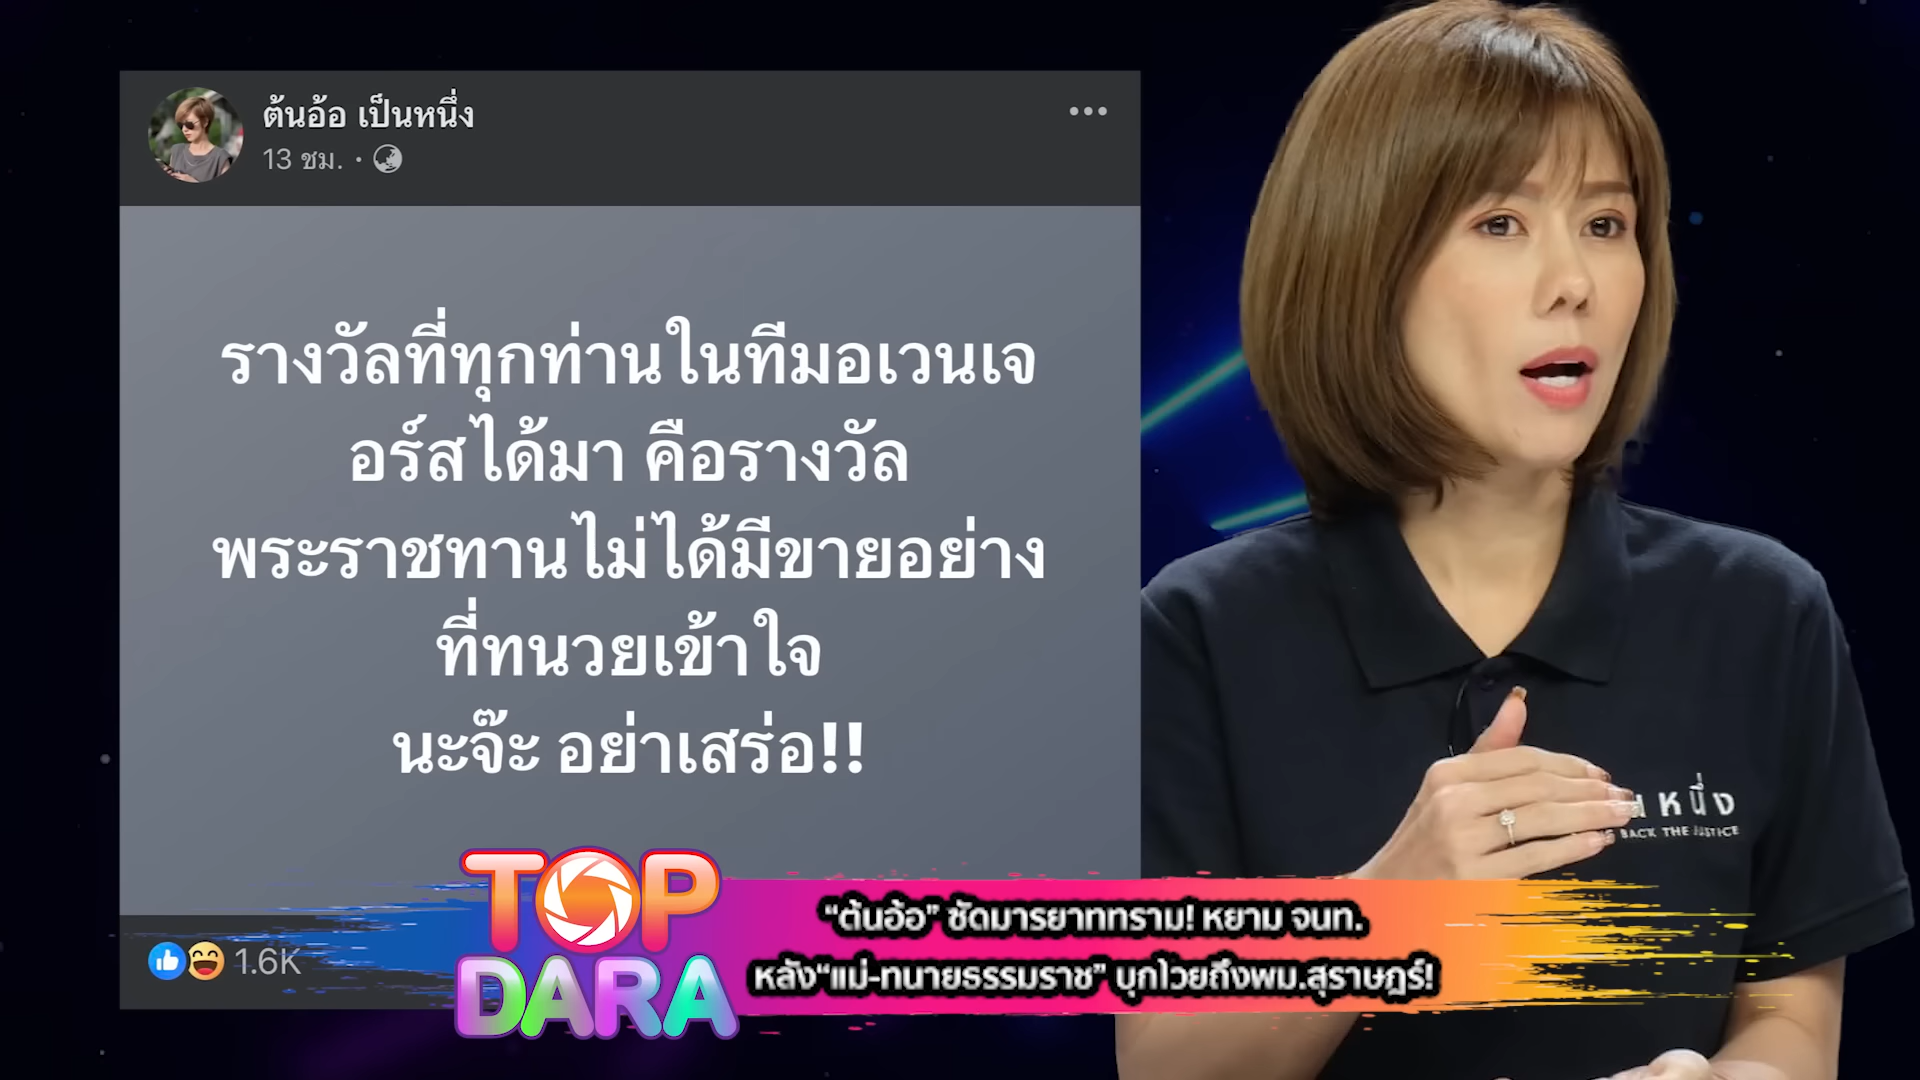 ต้นอ้อ เป็นหนึ่ง
13 ชม. ·
รางวัลที่ทุกท่านในทีมอเวนเจ
อร์สได้มา คือรางวัล
พระราชทานไม่ได้มีขายอย่าง
ที่ทนวยเข้าใจ
นะจ๊ะ อย่าเสร่อ!!
1.6K
หนึ่ง
BACK THE JUSTICE
TOP
DARA
“ต้นอ้อ” ซัดมารยาททราม! หยาม จนท.
หลัง“แม่-ทนายธรรมราช” บุกโวยถึงพม.สุราษฎร์!